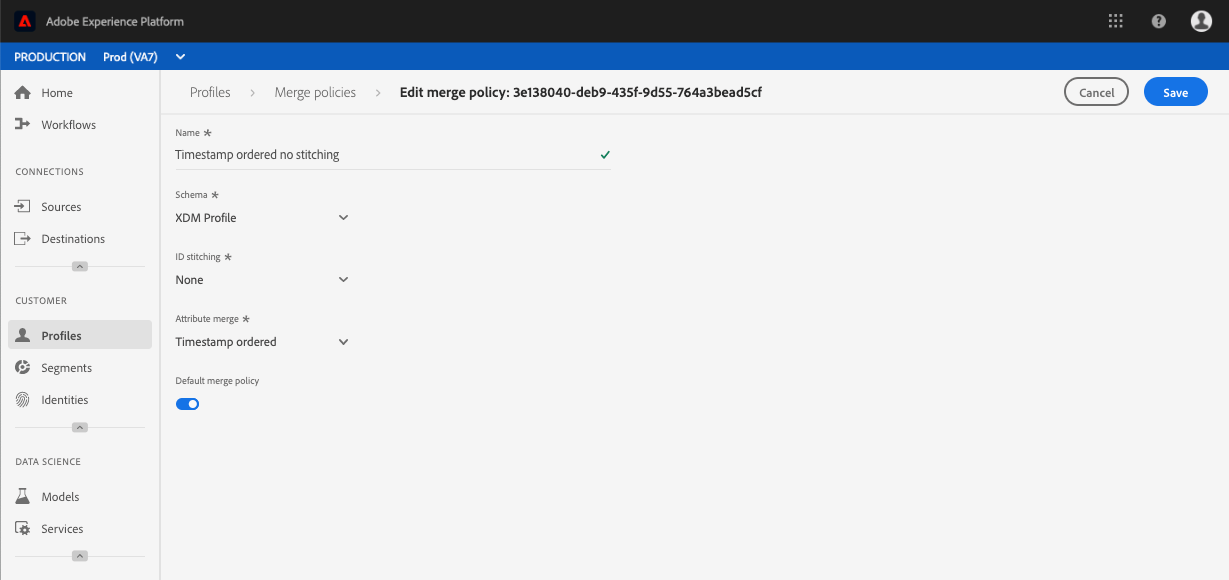 Adobe Experience Platform
PRODUCTION Prod (VA7)
Home
Workflows
CONNECTIONS
Sources
Destinations
CUSTOMER
Profiles
Segments
Identities
DATA SCIENCE
Models
Services
Profiles > Merge policies > Edit merge policy: 3e138040-deb9-435f-9d55-764a3bead5cf
Cancel
Save
Name *
Timestamp ordered no stitching
Schema *
XDM Profile
ID stitching *
None
Attribute merge *
Timestamp ordered
Default merge policy